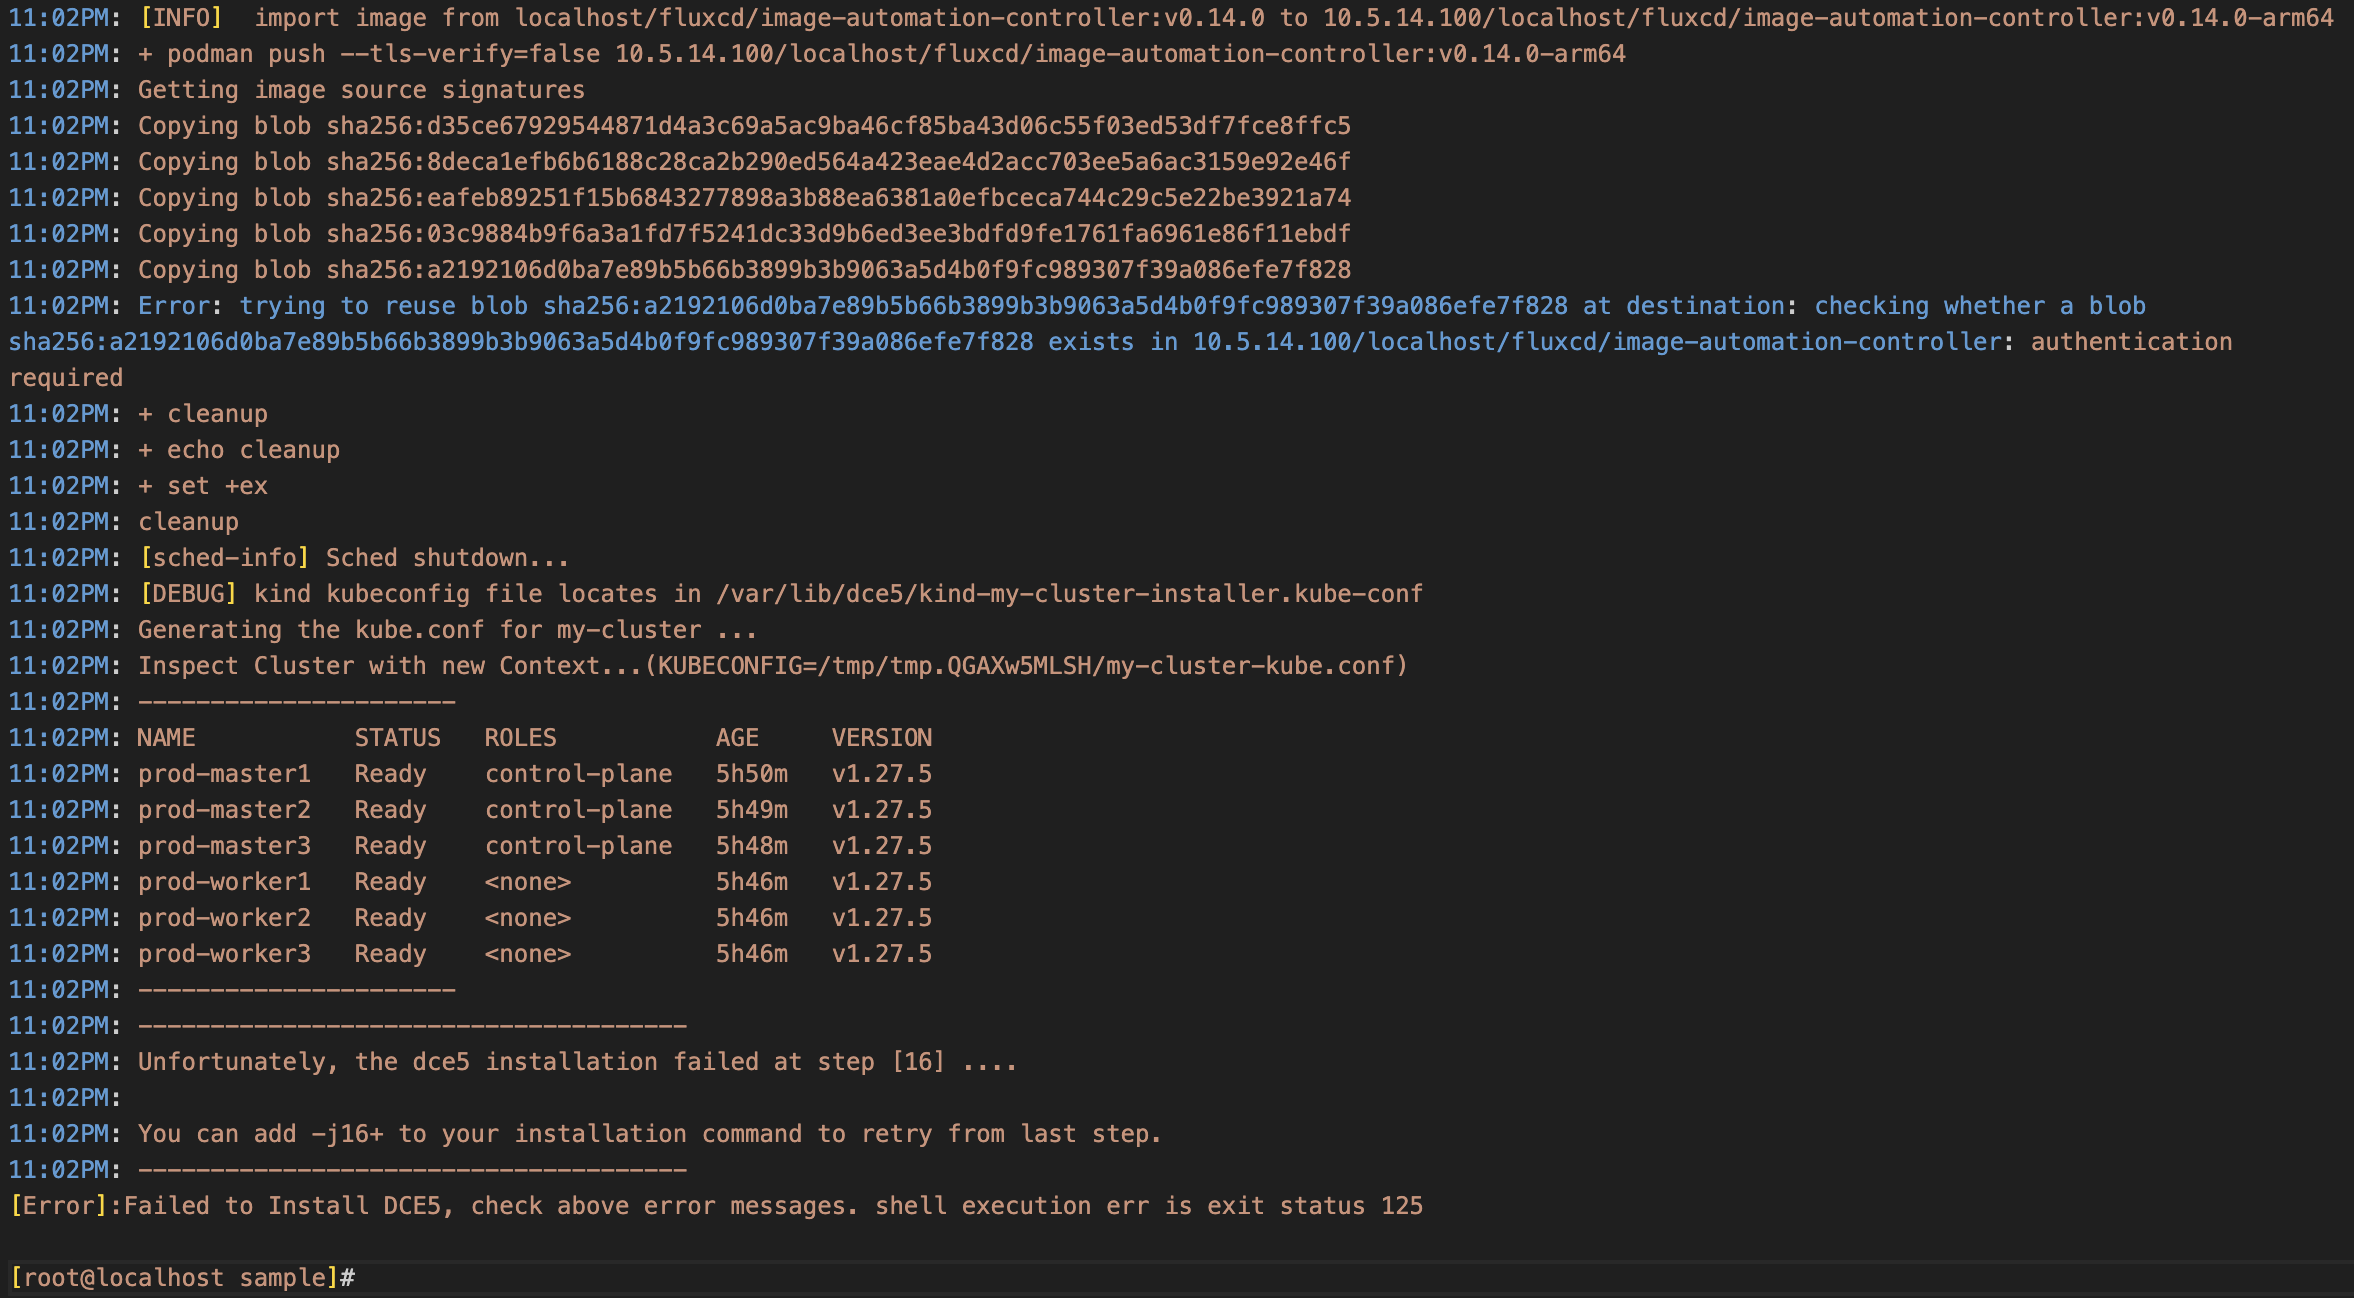 11:02PM: [INFO]  import image from localhost/fluxcd/image-automation-controller:v0.14.0 to 10.5.14.100/localhost/fluxcd/image-automation-controller:v0.14.0-arm64
11:02PM: + podman push --tls-verify=false 10.5.14.100/localhost/fluxcd/image-automation-controller:v0.14.0-arm64
11:02PM: Getting image source signatures
11:02PM: Copying blob sha256:d35ce67929544871d4a3c69a5ac9ba46cf85ba43d06c55f03ed53df7fce8ffc5
11:02PM: Copying blob sha256:8deca1efb6b6188c28ca2b290ed564a423eae4d2acc703ee5a6ac3159e92e46f
11:02PM: Copying blob sha256:eafeb89251f15b6843277898a3b88ea6381a0efbceca744c29c5e22be3921a74
11:02PM: Copying blob sha256:03c9884b9f6a3a1fd7f5241dc33d9b6ed3ee3bdfd9fe1761fa6961e86f11ebdf
11:02PM: Copying blob sha256:a2192106d0ba7e89b5b66b3899b3b9063a5d4b0f9fc989307f39a086efe7f828
11:02PM: Error: trying to reuse blob sha256:a2192106d0ba7e89b5b66b3899b3b9063a5d4b0f9fc989307f39a086efe7f828 at destination: checking whether a blob
sha256:a2192106d0ba7e89b5b66b3899b3b9063a5d4b0f9fc989307f39a086efe7f828 exists in 10.5.14.100/localhost/fluxcd/image-automation-controller: authentication
required
11:02PM: + cleanup
11:02PM: + echo cleanup
11:02PM: + set +ex
11:02PM: cleanup
11:02PM: [sched-info] Sched shutdown...
11:02PM: [DEBUG] kind kubeconfig file locates in /var/lib/dce5/kind-my-cluster-installer.kube-conf
11:02PM: Generating the kube.conf for my-cluster ...
11:02PM: Inspect Cluster with new Context...(KUBECONFIG=/tmp/tmp.QGAXw5MLSH/my-cluster-kube.conf)
11:02PM: ----------------------
11:02PM: NAME           STATUS   ROLES           AGE     VERSION
11:02PM: prod-master1   Ready    control-plane   5h50m   v1.27.5
11:02PM: prod-master2   Ready    control-plane   5h49m   v1.27.5
11:02PM: prod-master3   Ready    control-plane   5h48m   v1.27.5
11:02PM: prod-worker1   Ready    <none>          5h46m   v1.27.5
11:02PM: prod-worker2   Ready    <none>          5h46m   v1.27.5
11:02PM: prod-worker3   Ready    <none>          5h46m   v1.27.5
11:02PM: ----------------------
11:02PM: --------------------------------------
11:02PM: Unfortunately, the dce5 installation failed at step [16] ....
11:02PM:
11:02PM: You can add -j16+ to your installation command to retry from last step.
11:02PM: --------------------------------------
[Error]:Failed to Install DCE5, check above error messages. shell execution err is exit status 125
[root@localhost sample]#